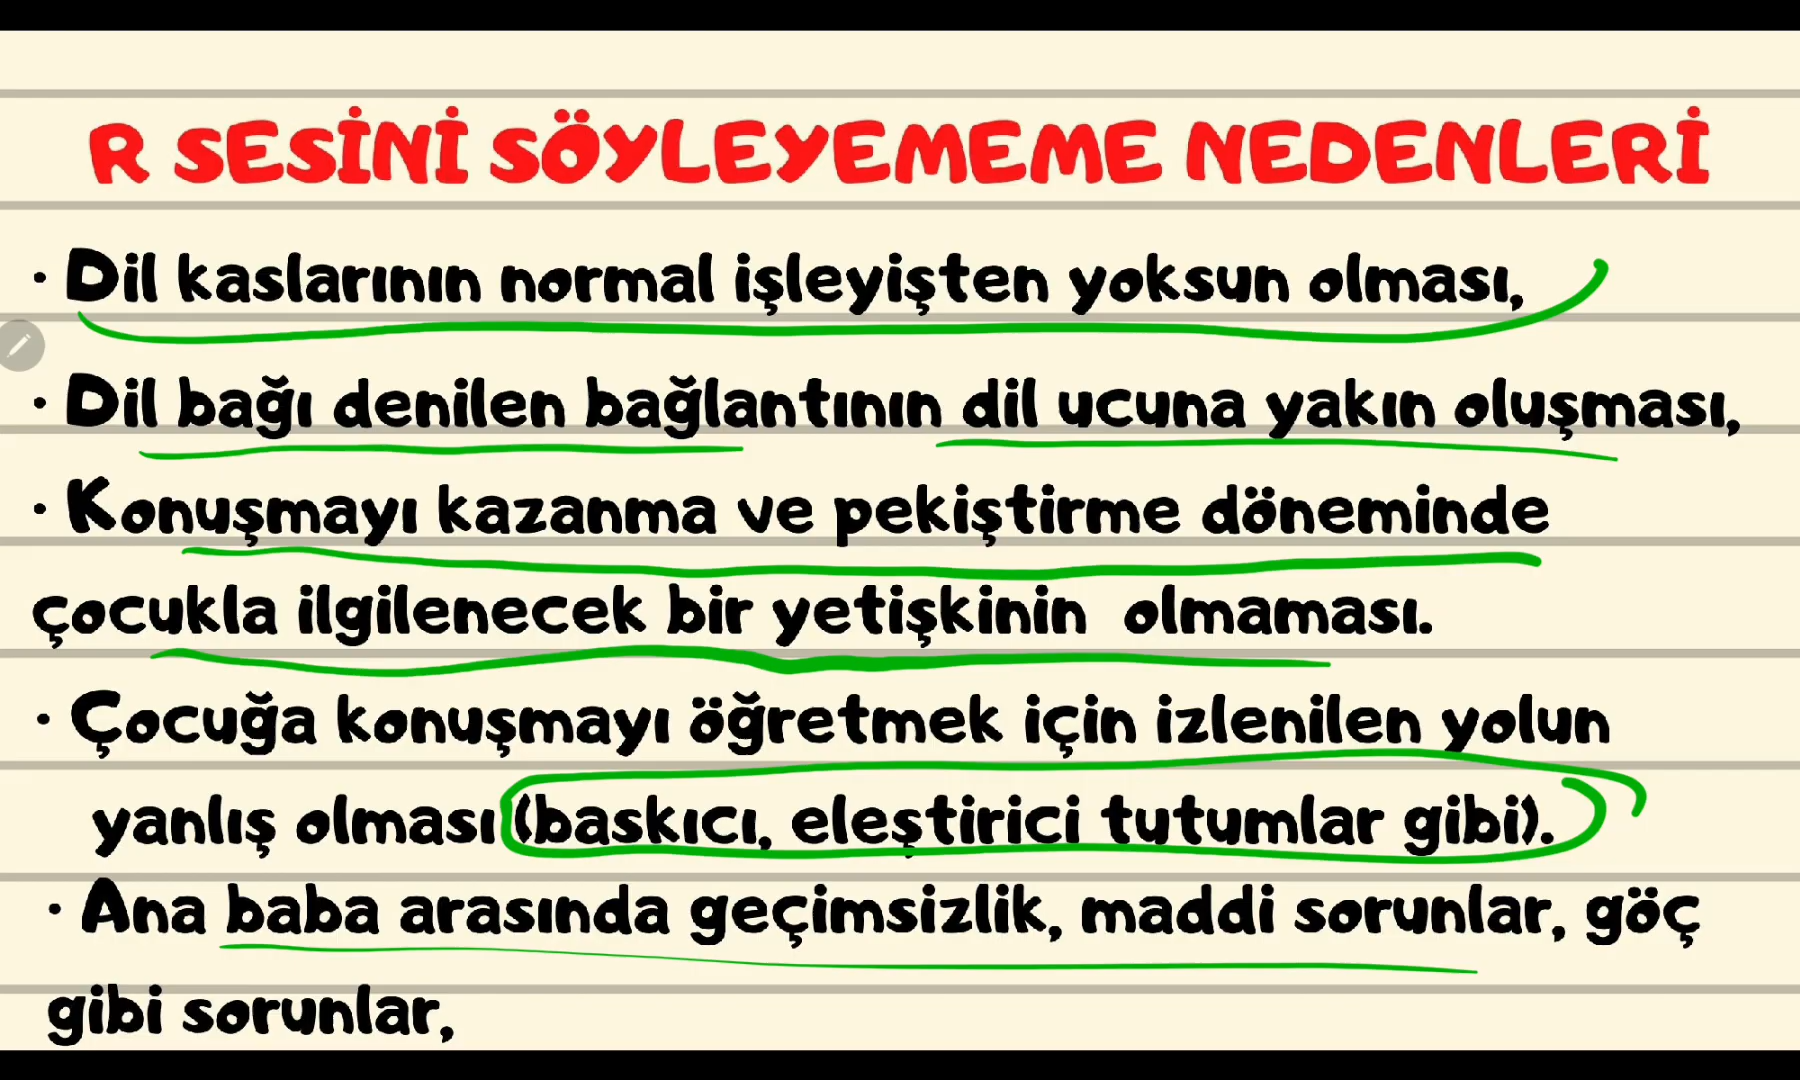 R SESİNİ SÖYLEYEMEME NEDENLERİ
• Dil kaslarının normal işleyişten yoksun olması,
• Dil bağı denilen bağlantının dil ucuna yakın oluşması,
• Konuşmayı kazanma ve pekiştirme döneminde
çocukla ilgilenecek bir yetişkinin olmaması.
• Çocuğa konuşmayı öğretmek için izlenilen yolun
yanlış olması (baskıcı, eleştirici tutumlar gibi).
• Ana baba arasında geçimsizlik, maddi sorunlar, göç
gibi sorunlar,